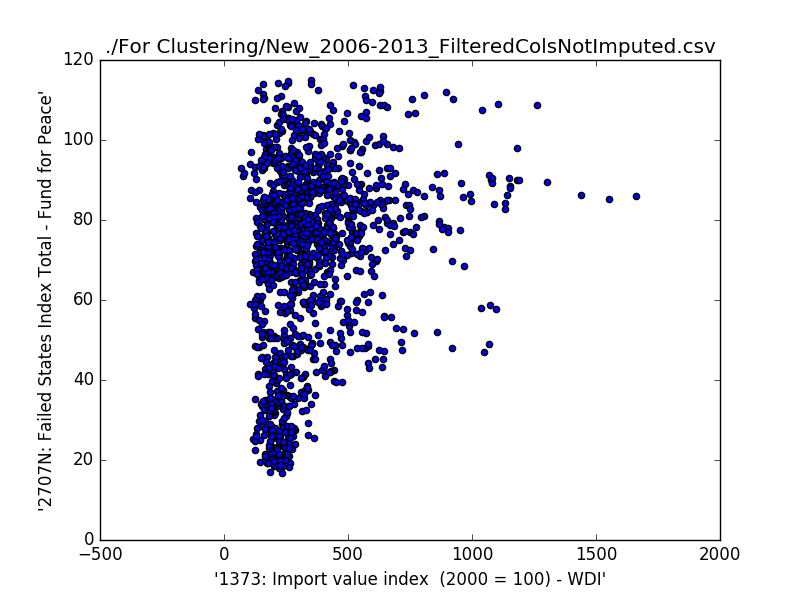 ./For Clustering/New_2006-2013_FilteredColsNotImputed.csv
120
100
80
60
40
20
0
'2707N: Failed States Index Total - Fund for Peace'
−500 0 500 1000 1500 2000
'1373: Import value index  (2000 = 100) - WDI'